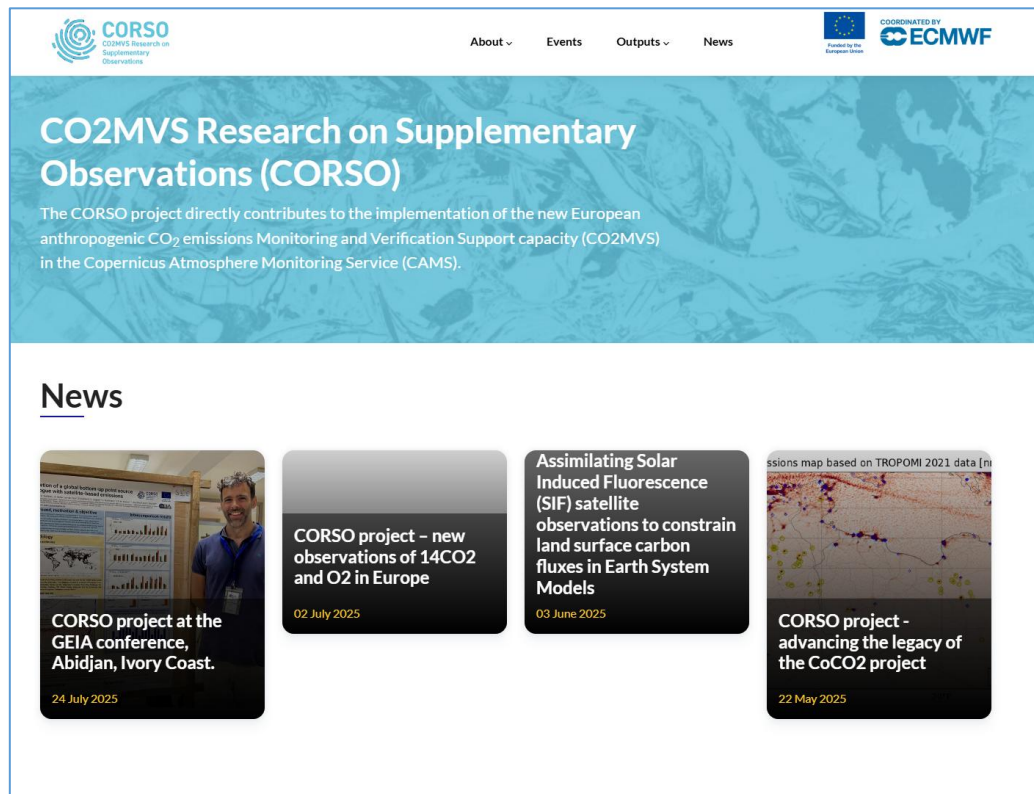 CORSO
CO2MVS Research on
Supplementary
Observations
About
Events
Outputs
News
Funded by the
European Union
COORDINATED BY
ECMWF
CO2MVS Research on Supplementary
Observations (CORSO)
The CORSO project directly contributes to the implementation of the new European
anthropogenic CO₂ emissions Monitoring and Verification Support capacity (CO2MVS)
in the Copernicus Atmosphere Monitoring Service (CAMS).
News
CORSO project at the
GEIA conference,
Abidjan, Ivory Coast.
24 July 2025
CORSO project – new
observations of 14CO2
and O2 in Europe
02 July 2025
Assimilating Solar
Induced Fluorescence
(SIF) satellite
observations to constrain
land surface carbon
fluxes in Earth System
Models
03 June 2025
ssions map based on TROPOMI 2021 data [n
CORSO project -
advancing the legacy of
the CoCO2 project
22 May 2025